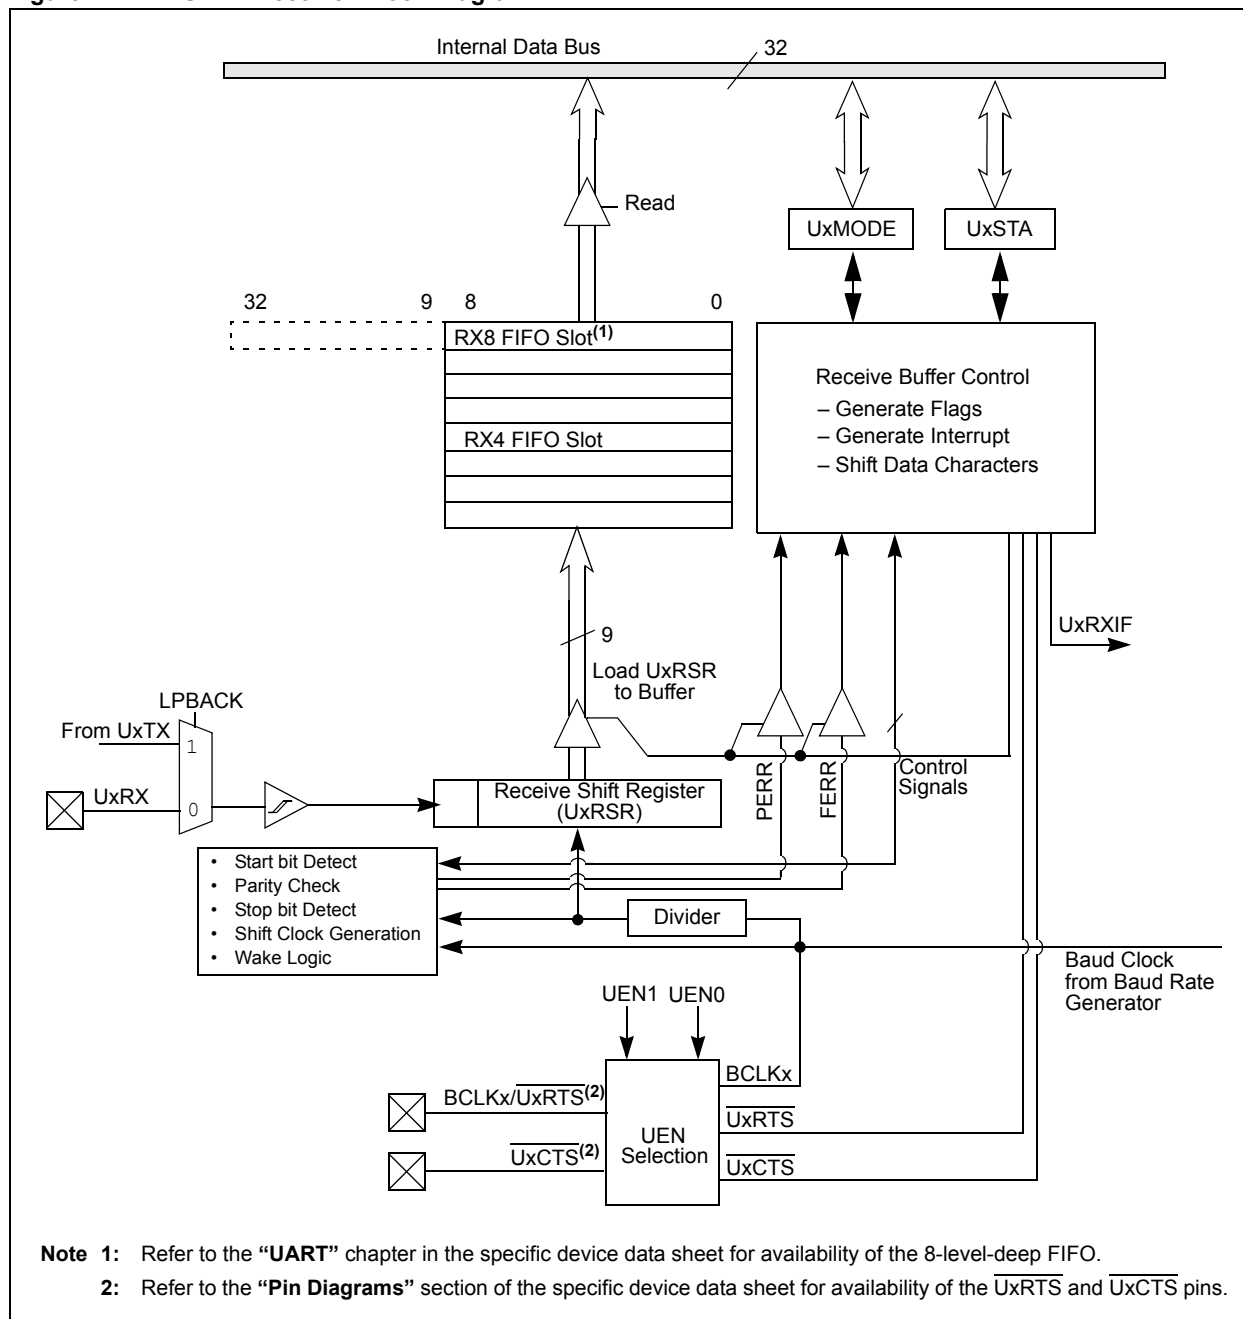 Internal Data Bus
32
Read
UxMODE
UxSTA
32
9
8
0
RX8 FIFO Slot(1)
RX4 FIFO Slot
Receive Buffer Control
– Generate Flags
– Generate Interrupt
– Shift Data Characters
9
Load UxRSR
to Buffer
UxRXIF
LPBACK
From UxTX
1
UxRX
0
Receive Shift Register
(UxRSR)
PERR
FERR
Control
Signals
• Start bit Detect
• Parity Check
• Stop bit Detect
• Shift Clock Generation
• Wake Logic
Divider
Baud Clock
from Baud Rate
Generator
UEN1
UEN0
BCLKx/UxRTS(2)
UxCTS(2)
UEN
Selection
BCLKx
UxRTS
UxCTS
Note 1: Refer to the “UART” chapter in the specific device data sheet for availability of the 8-level-deep FIFO.
2: Refer to the “Pin Diagrams” section of the specific device data sheet for availability of the UxRTS and UxCTS pins.